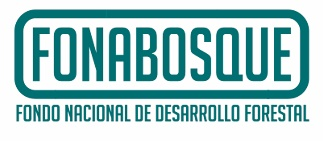 FONABOSQUE
FONDO NACIONAL DE DESARROLLO FORESTAL